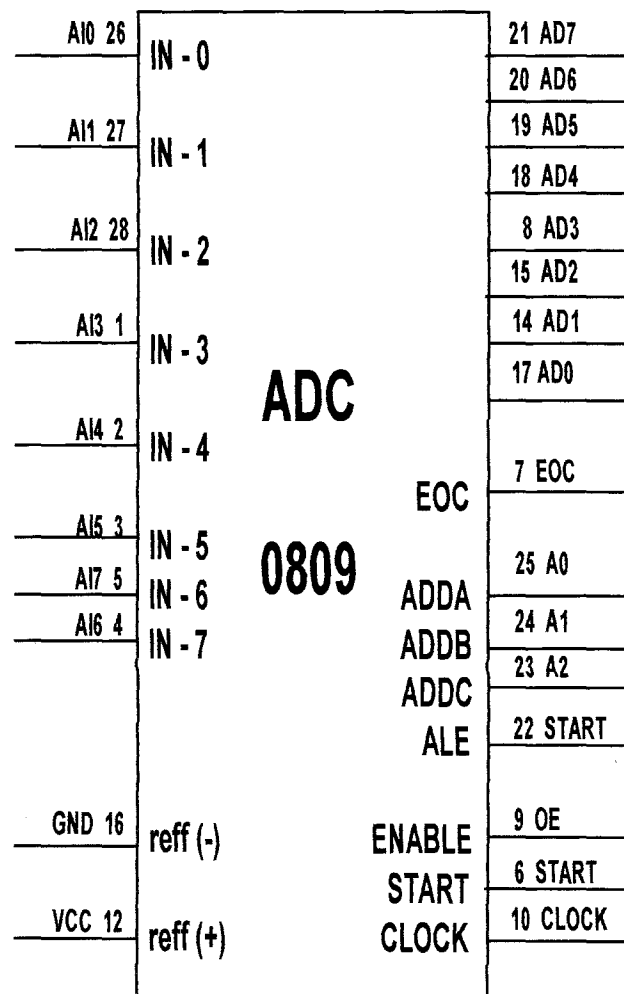 AI0 26
IN - 0
AI1 27
IN - 1
AI2 28
IN - 2
AI3 1
IN - 3
AI4 2
IN - 4
AI5 3
IN - 5
AI7 5
IN - 6
AI6 4
IN - 7
GND 16
reff (-)
VCC 12
reff (+)
ADC
0809
21 AD7
20 AD6
19 AD5
18 AD4
8 AD3
15 AD2
14 AD1
17 AD0
7 EOC
EOC
25 A0
ADDA
24 A1
ADDB
23 A2
ADDC
22 START
ALE
9 OE
ENABLE
6 START
START
10 CLOCK
CLOCK